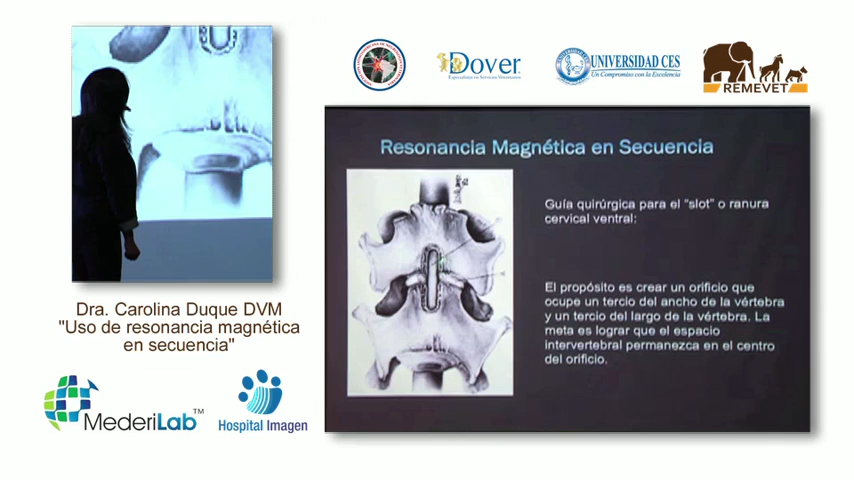 Dover
Especialistas en Servicios Veterinarios
UNIVERSIDAD CES
Un Compromiso con la Excelencia
REMEVET
Resonancia Magnética en Secuencia
Guía quirúrgica para el “slot” o ranura
cervical ventral:
El propósito es crear un orificio que
ocupe un tercio del ancho de la vértebra
y un tercio del largo de la vértebra. La
meta es lograr que el espacio
intervertebral permanezca en el centro
del orificio.
Dra. Carolina Duque DVM
"Uso de resonancia magnética
en secuencia"
MederiLab™
Hospital Imagen